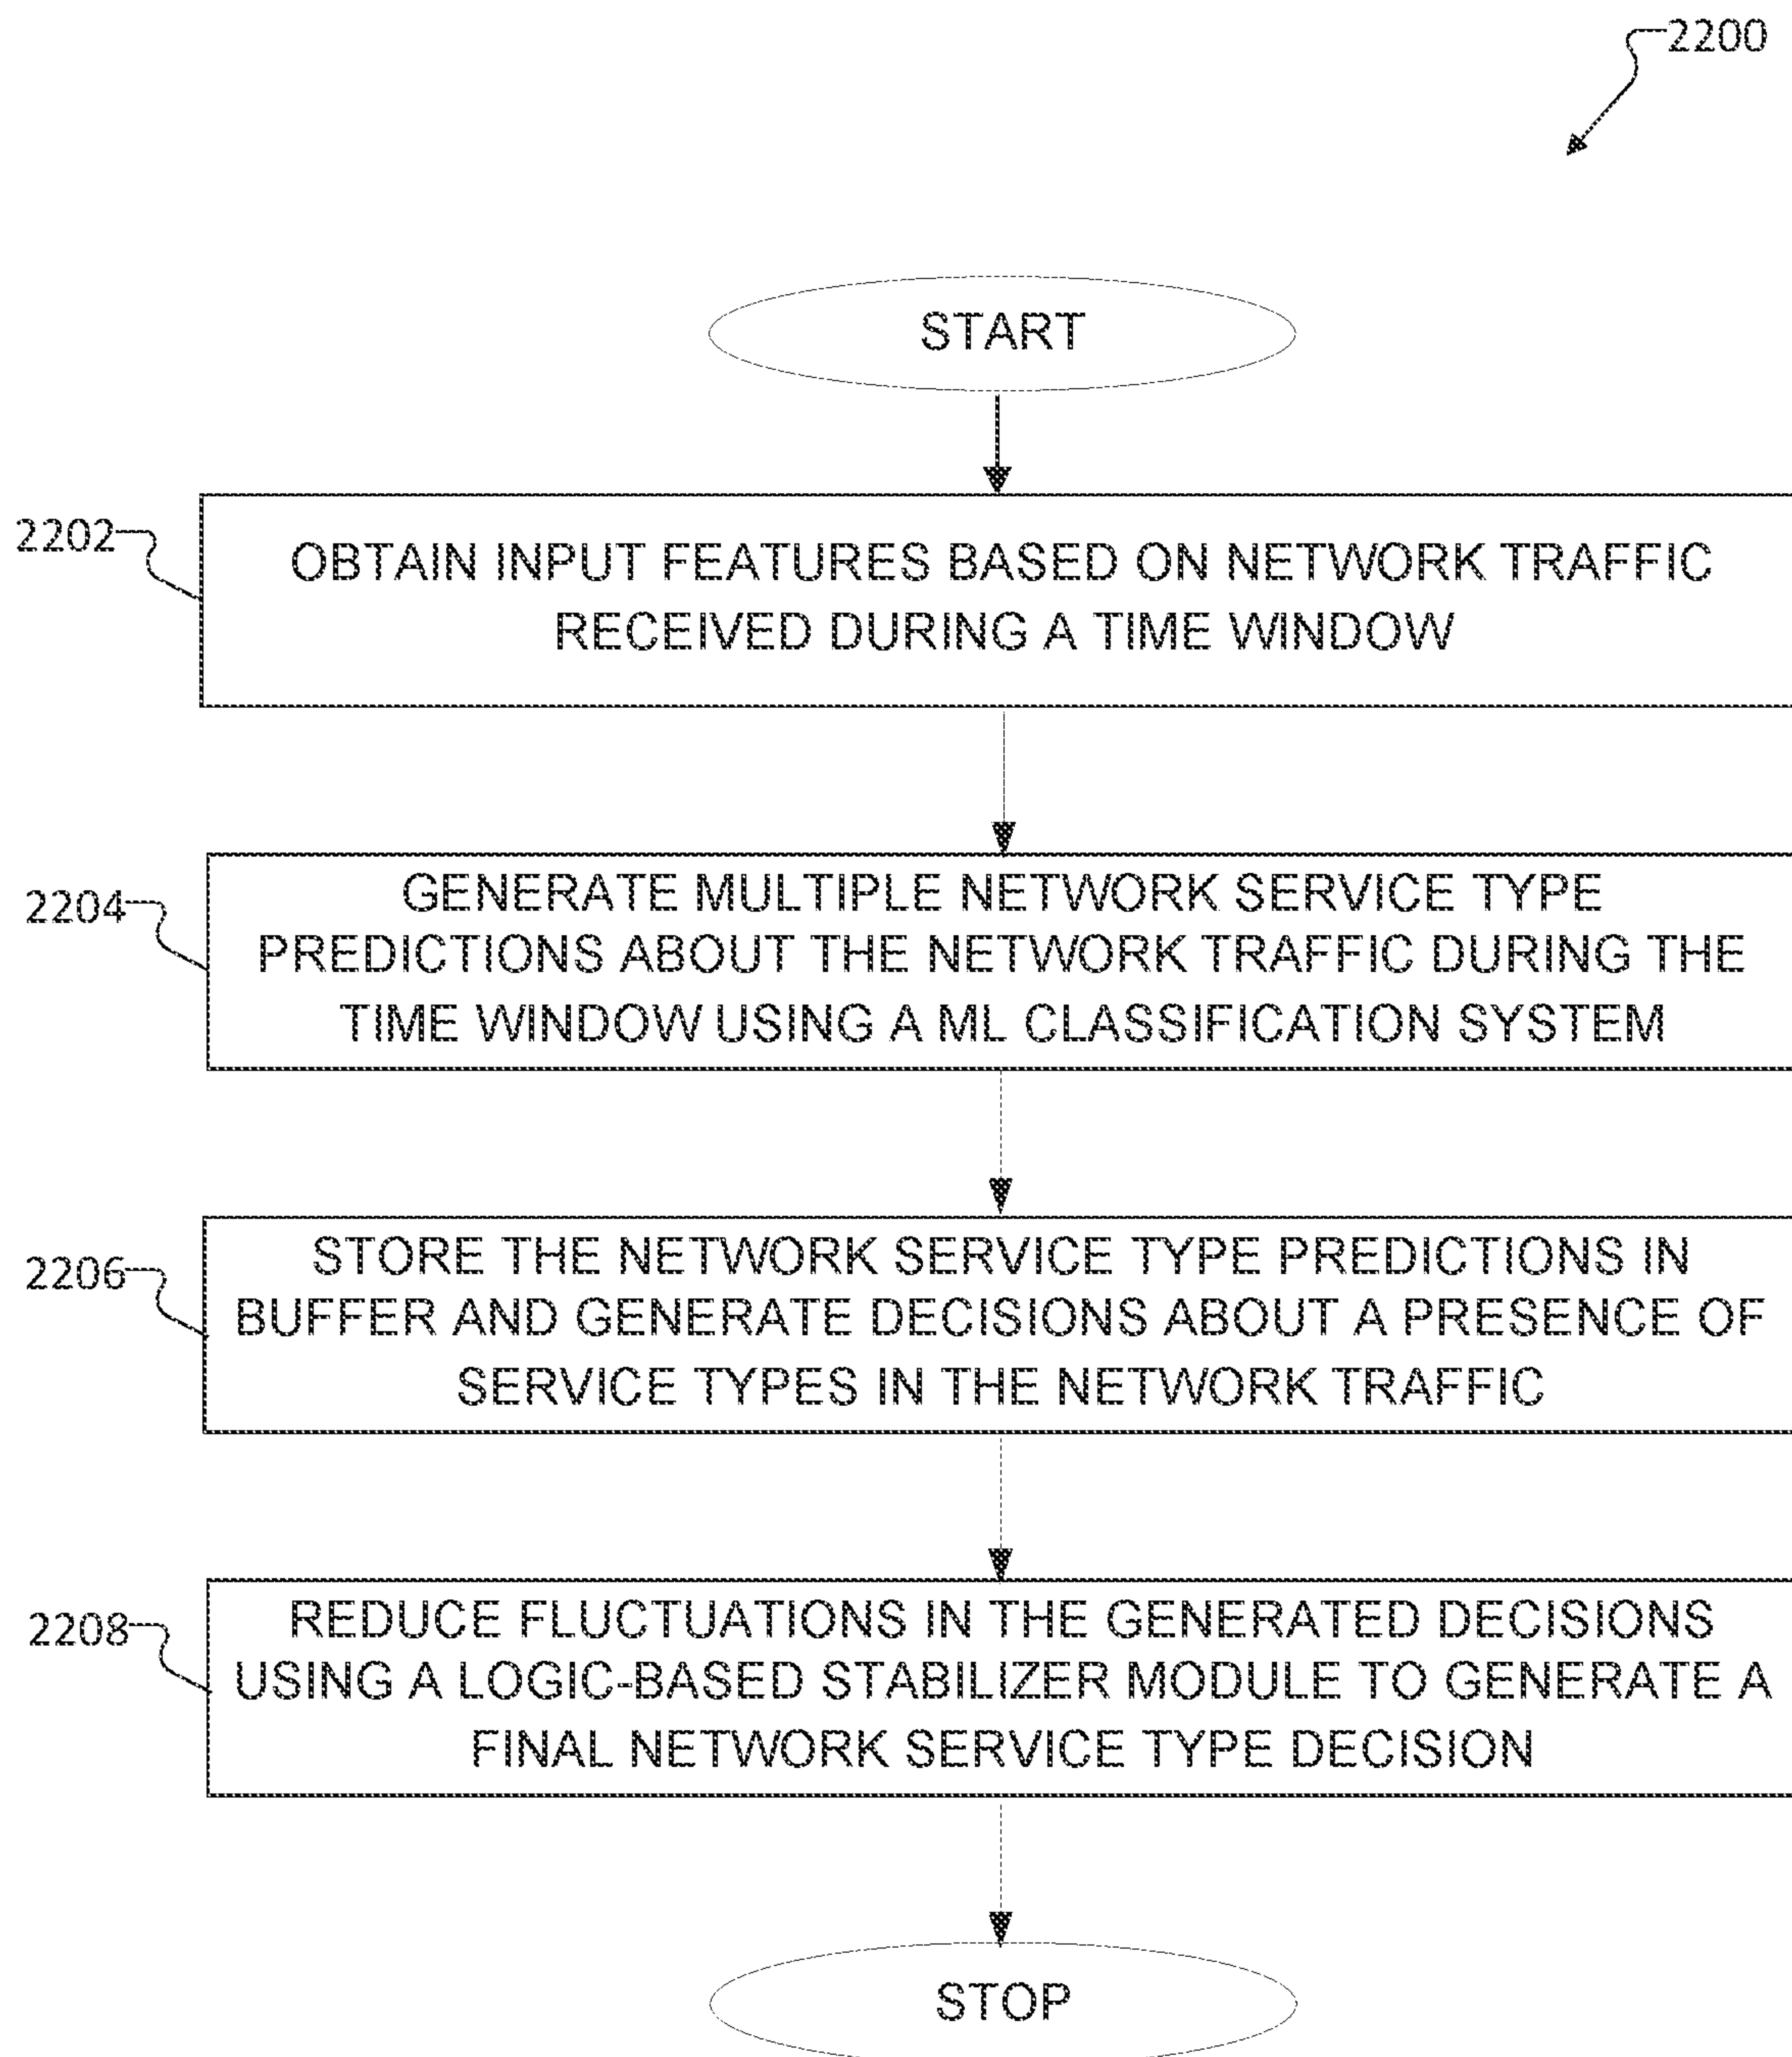 2200
START
2202
OBTAIN INPUT FEATURES BASED ON NETWORK TRAFFIC
RECEIVED DURING A TIME WINDOW
2204
GENERATE MULTIPLE NETWORK SERVICE TYPE
PREDICTIONS ABOUT THE NETWORK TRAFFIC DURING THE
TIME WINDOW USING A ML CLASSIFICATION SYSTEM
2206
STORE THE NETWORK SERVICE TYPE PREDICTIONS IN
BUFFER AND GENERATE DECISIONS ABOUT A PRESENCE OF
SERVICE TYPES IN THE NETWORK TRAFFIC
2208
REDUCE FLUCTUATIONS IN THE GENERATED DECISIONS
USING A LOGIC-BASED STABILIZER MODULE TO GENERATE A
FINAL NETWORK SERVICE TYPE DECISION
STOP